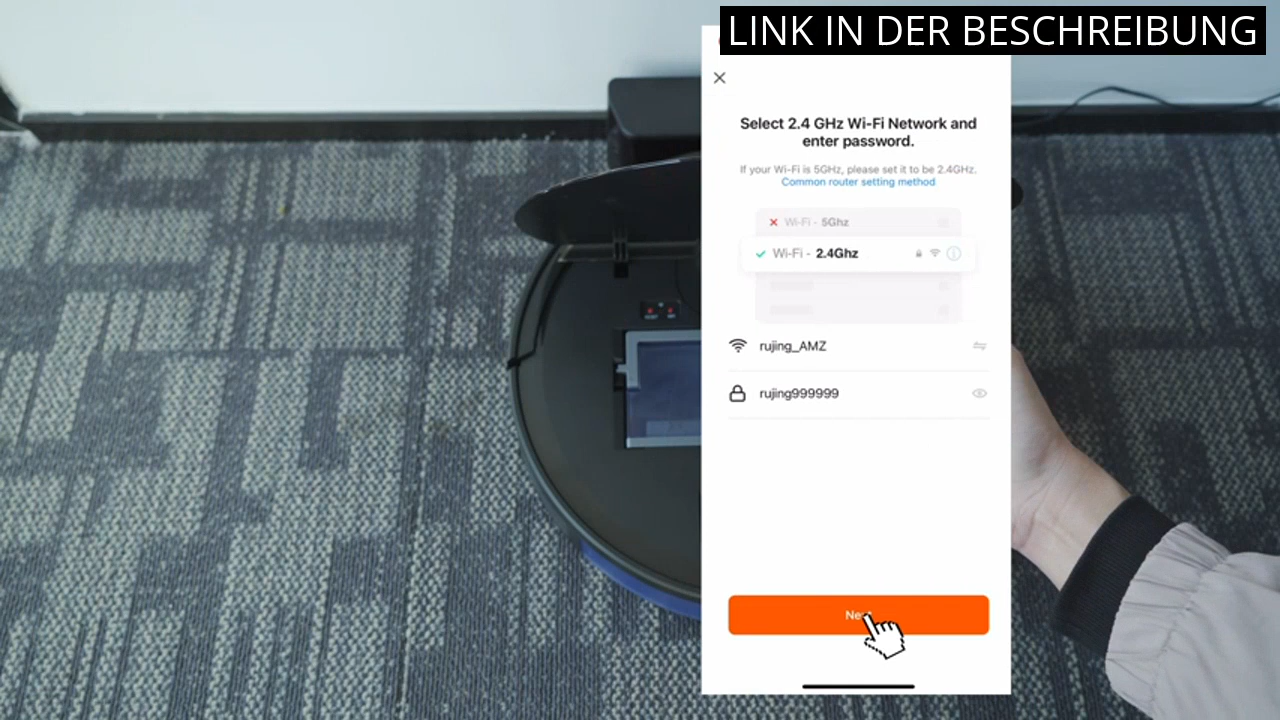 LINK IN DER BESCHREIBUNG
Select 2.4 GHz Wi-Fi Network and
enter password.
If your Wi-Fi is 5GHz, please set it to be 2.4GHz.
Common router setting method
Wi-Fi - 5Ghz
Wi-Fi - 2.4Ghz
rujing_AMZ
rujing999999